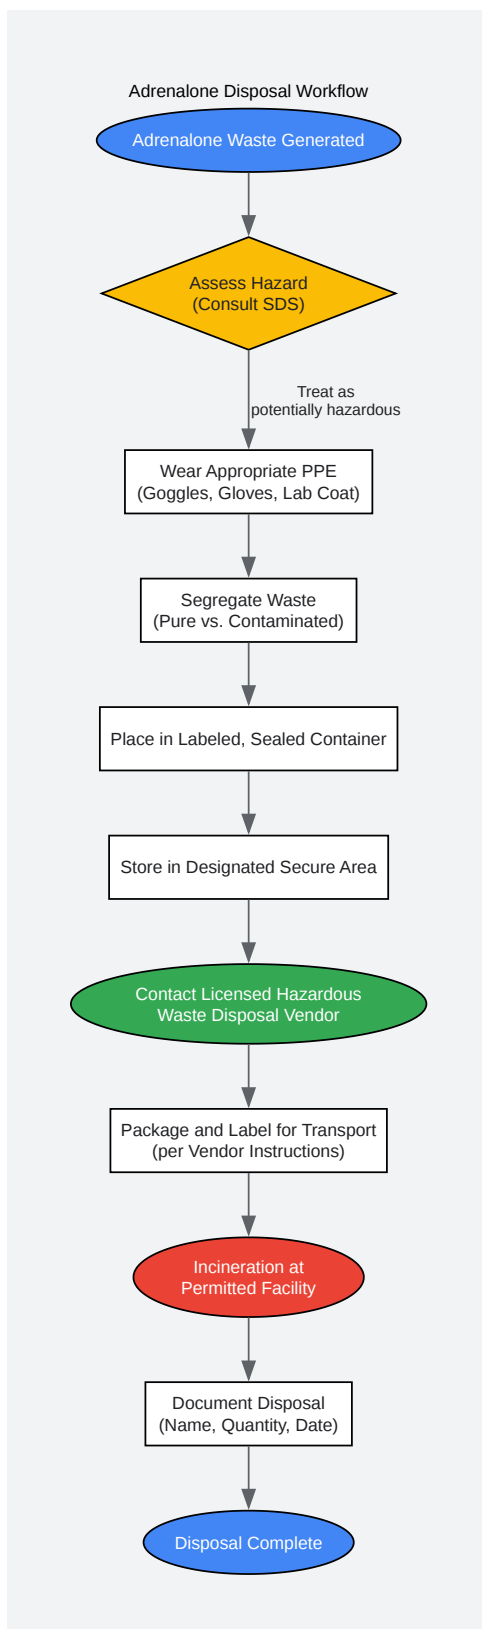 Adrenalone Disposal Workflow
Adrenalone Waste Generated
Assess Hazard
(Consult SDS)
Treat as
potentially hazardous
Wear Appropriate PPE
(Goggles, Gloves, Lab Coat)
Segregate Waste
(Pure vs. Contaminated)
Place in Labeled, Sealed Container
Store in Designated Secure Area
Contact Licensed Hazardous
Waste Disposal Vendor
Package and Label for Transport
(per Vendor Instructions)
Incineration at
Permitted Facility
Document Disposal
(Name, Quantity, Date)
Disposal Complete